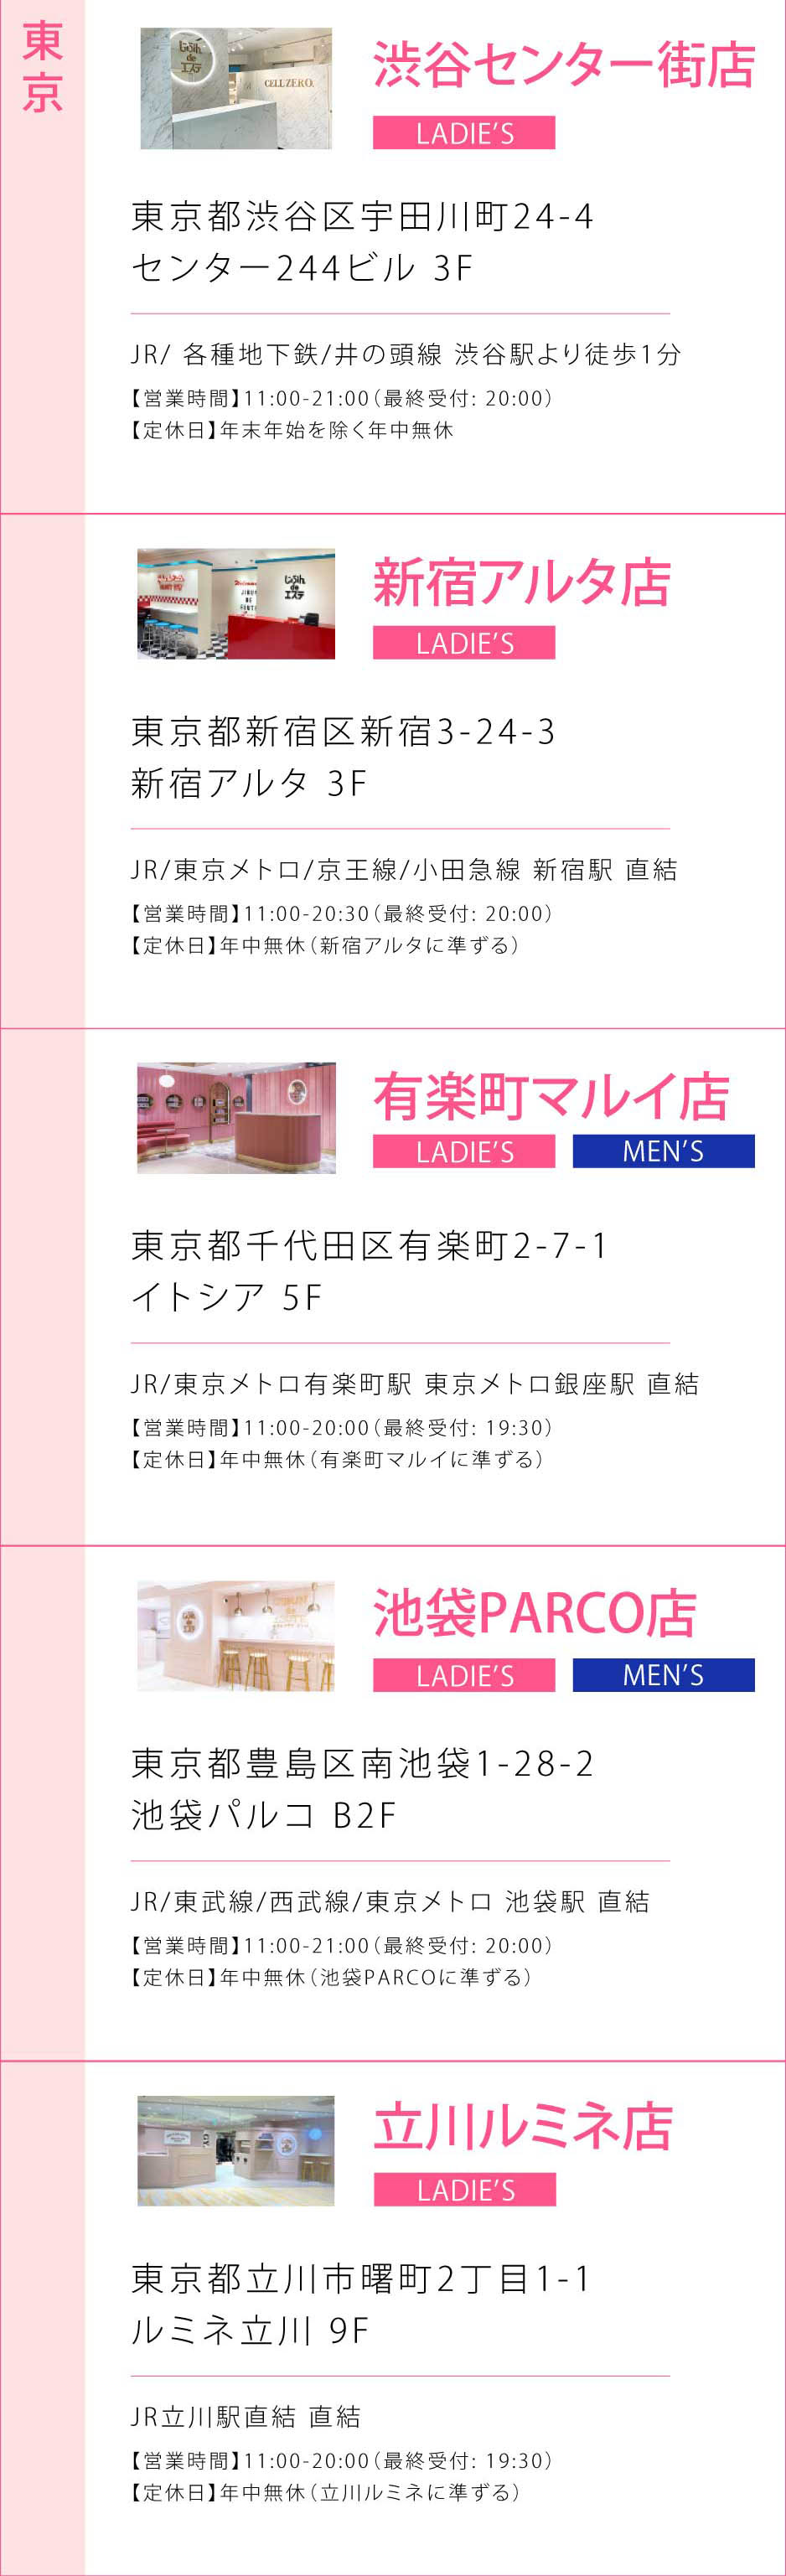 東京
じぶん
de
エステ
CELL ZERO.
渋谷センター街店
LADIE'S
東京都渋谷区宇田川町24-4
センター244ビル 3F
JR/ 各種地下鉄/井の頭線 渋谷駅より徒歩1分
【営業時間】11:00-21:00（最終受付: 20:00）
【定休日】年末年始を除く年中無休
じぶん
de
エステ
新宿アルタ店
LADIE'S
東京都新宿区新宿3-24-3
新宿アルタ 3F
JR/東京メトロ/京王線/小田急線 新宿駅 直結
【営業時間】11:00-20:30（最終受付: 20:00）
【定休日】年中無休（新宿アルタに準ずる）
有楽町マルイ店
LADIE'S MEN'S
東京都千代田区有楽町2-7-1
イトシア 5F
JR/東京メトロ有楽町駅 東京メトロ銀座駅 直結
【営業時間】11:00-20:00（最終受付: 19:30）
【定休日】年中無休（有楽町マルイに準ずる）
池袋PARCO店
LADIE'S MEN'S
東京都豊島区南池袋1-28-2
池袋パルコ B2F
JR/東武線/西武線/東京メトロ 池袋駅 直結
【営業時間】11:00-21:00（最終受付: 20:00）
【定休日】年中無休（池袋PARCOに準ずる）
立川ルミネ店
LADIE'S
東京都立川市曙町2丁目1-1
ルミネ立川 9F
JR立川駅直結 直結
【営業時間】11:00-20:00（最終受付: 19:30）
【定休日】年中無休（立川ルミネに準ずる）